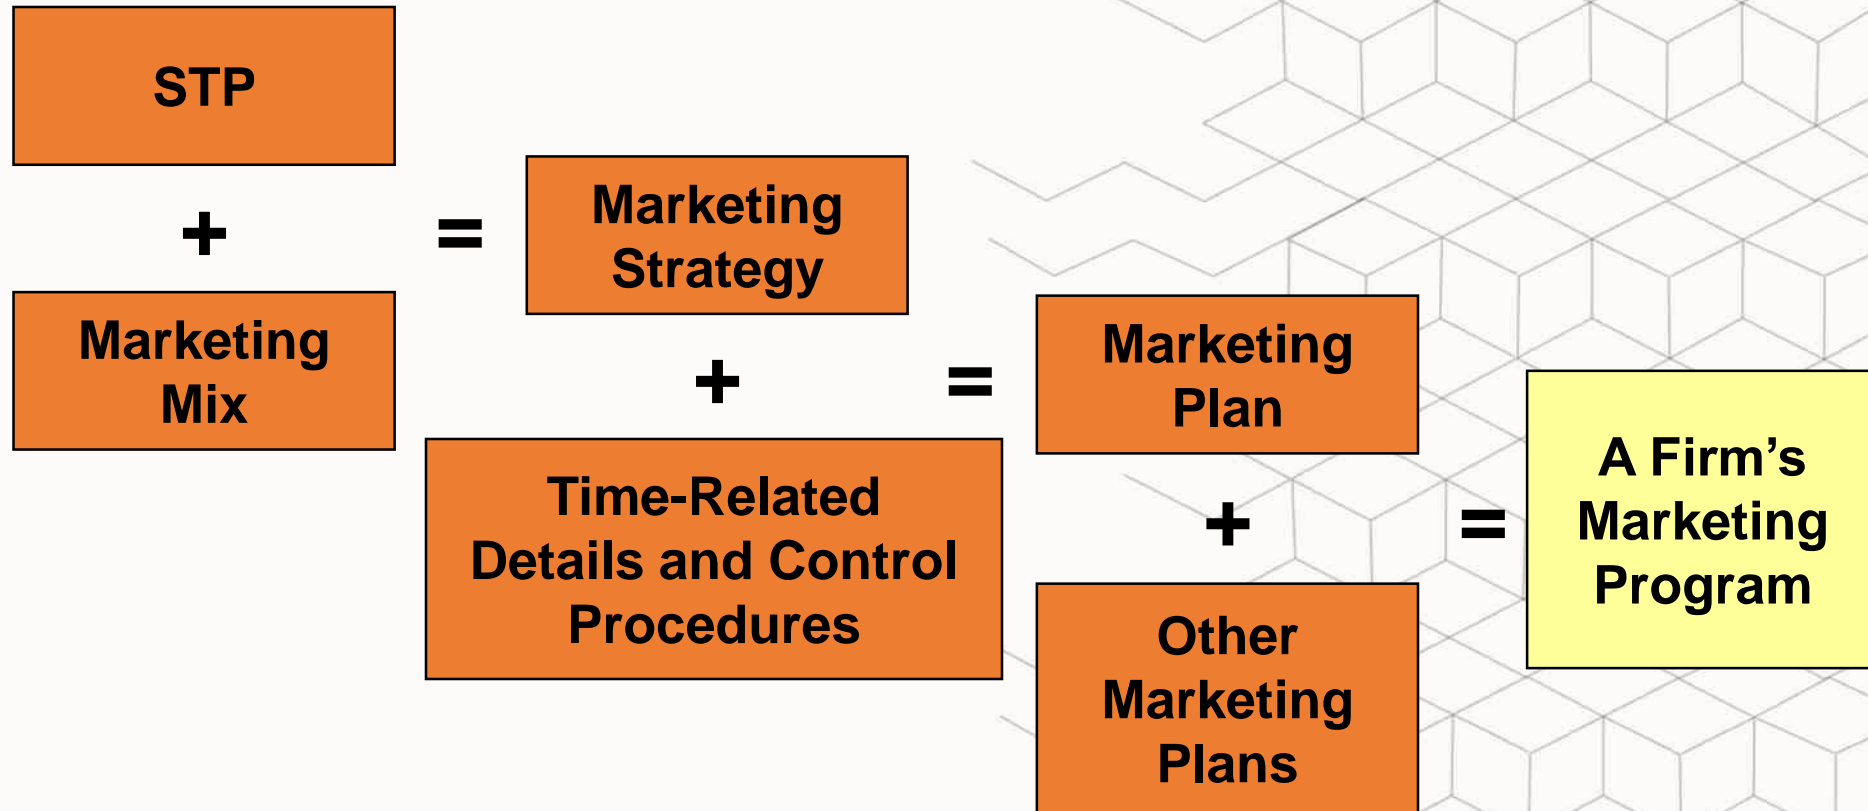 STP
+
=
Marketing
Mix
Marketing
Strategy
+
=
Time-Related
Details and Control
Procedures
Marketing
Plan
+
=
Other
Marketing
Plans
A Firm’s
Marketing
Program